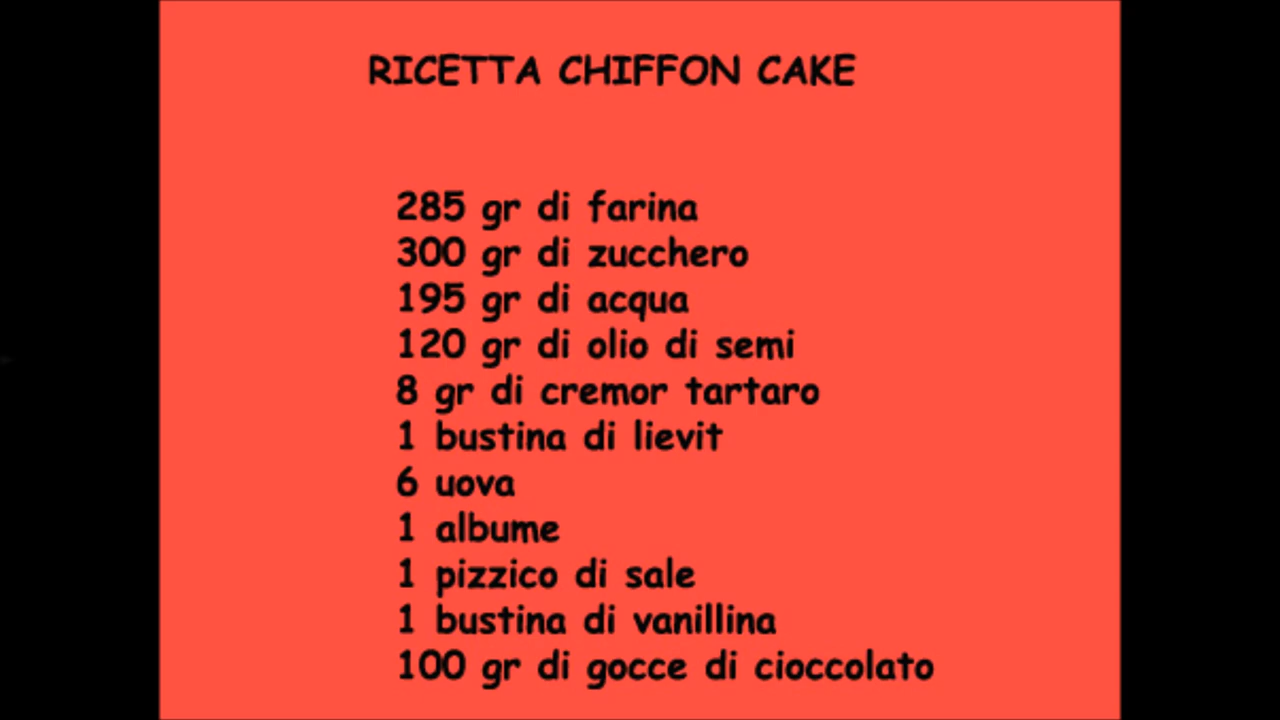 RICETTA CHIFFON CAKE
285 gr di farina
300 gr di zucchero
195 gr di acqua
120 gr di olio di semi
8 gr di cremor tartaro
1 bustina di lievit
6 uova
1 albume
1 pizzico di sale
1 bustina di vanillina
100 gr di gocce di cioccolato